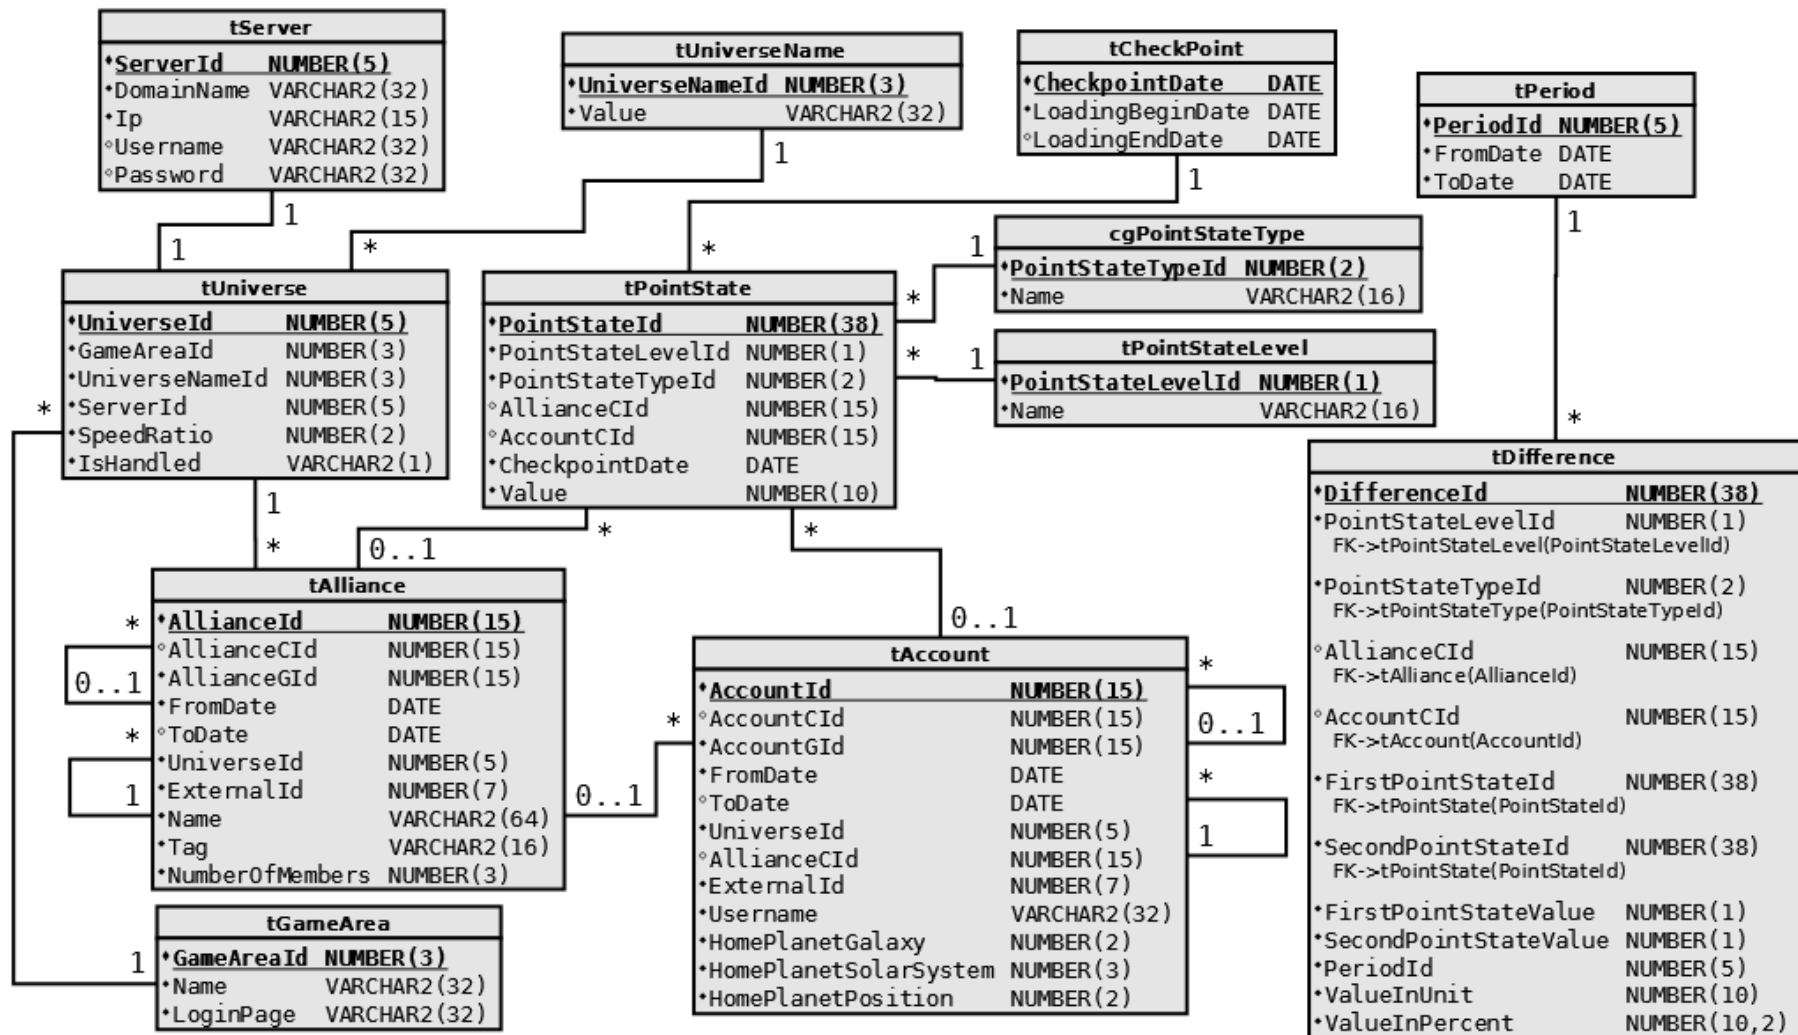 tServer
ServerId NUMBER(5)
DomainName VARCHAR2(32)
Ip VARCHAR2(15)
Username VARCHAR2(32)
Password VARCHAR2(32)
1
1
tUniverseName
UniverseNameId NUMBER(3)
Value VARCHAR2(32)
1
*
tCheckPoint
CheckpointDate DATE
LoadingBeginDate DATE
LoadingEndDate DATE
1
*
tPeriod
PeriodId NUMBER(5)
FromDate DATE
ToDate DATE
1
*
cgPointStateType
PointStateTypeId NUMBER(2)
Name VARCHAR2(16)
1
*
tPointStateLevel
PointStateLevelId NUMBER(1)
Name VARCHAR2(16)
1
*
tUniverse
UniverseId NUMBER(5)
GameAreaId NUMBER(3)
UniverseNameId NUMBER(3)
ServerId NUMBER(5)
SpeedRatio NUMBER(2)
IsHandled VARCHAR2(1)
*
1
*
tPointState
PointStateId NUMBER(38)
PointStateLevelId NUMBER(1)
PointStateTypeId NUMBER(2)
AllianceCId NUMBER(15)
AccountCId NUMBER(15)
CheckpointDate DATE
Value NUMBER(10)
*
0..1
*
0..1
tAlliance
AllianceId NUMBER(15)
AllianceCId NUMBER(15)
AllianceGId NUMBER(15)
FromDate DATE
ToDate DATE
UniverseId NUMBER(5)
ExternalId NUMBER(7)
Name VARCHAR2(64)
Tag VARCHAR2(16)
NumberOfMembers NUMBER(3)
*
0..1
*
1
0..1
*
tAccount
AccountId NUMBER(15)
AccountCId NUMBER(15)
AccountGId NUMBER(15)
FromDate DATE
ToDate DATE
UniverseId NUMBER(5)
AllianceCId NUMBER(15)
ExternalId NUMBER(7)
Username VARCHAR2(32)
HomePlanetGalaxy NUMBER(2)
HomePlanetSolarSystem NUMBER(3)
HomePlanetPosition NUMBER(2)
*
0..1
*
1
tGameArea
GameAreaId NUMBER(3)
Name VARCHAR2(32)
LoginPage VARCHAR2(32)
1
tDifference
DifferenceId NUMBER(38)
PointStateLevelId NUMBER(1)
FK->tPointStateLevel(PointStateLevelId)
PointStateTypeId NUMBER(2)
FK->tPointStateType(PointStateTypeId)
AllianceCId NUMBER(15)
FK->tAlliance(AllianceId)
AccountCId NUMBER(15)
FK->tAccount(AccountId)
FirstPointStateId NUMBER(38)
FK->tPointState(PointStateId)
SecondPointStateId NUMBER(38)
FK->tPointState(PointStateId)
FirstPointStateValue NUMBER(1)
SecondPointStateValue NUMBER(1)
PeriodId NUMBER(5)
ValueInUnit NUMBER(10)
ValueInPercent NUMBER(10,2)